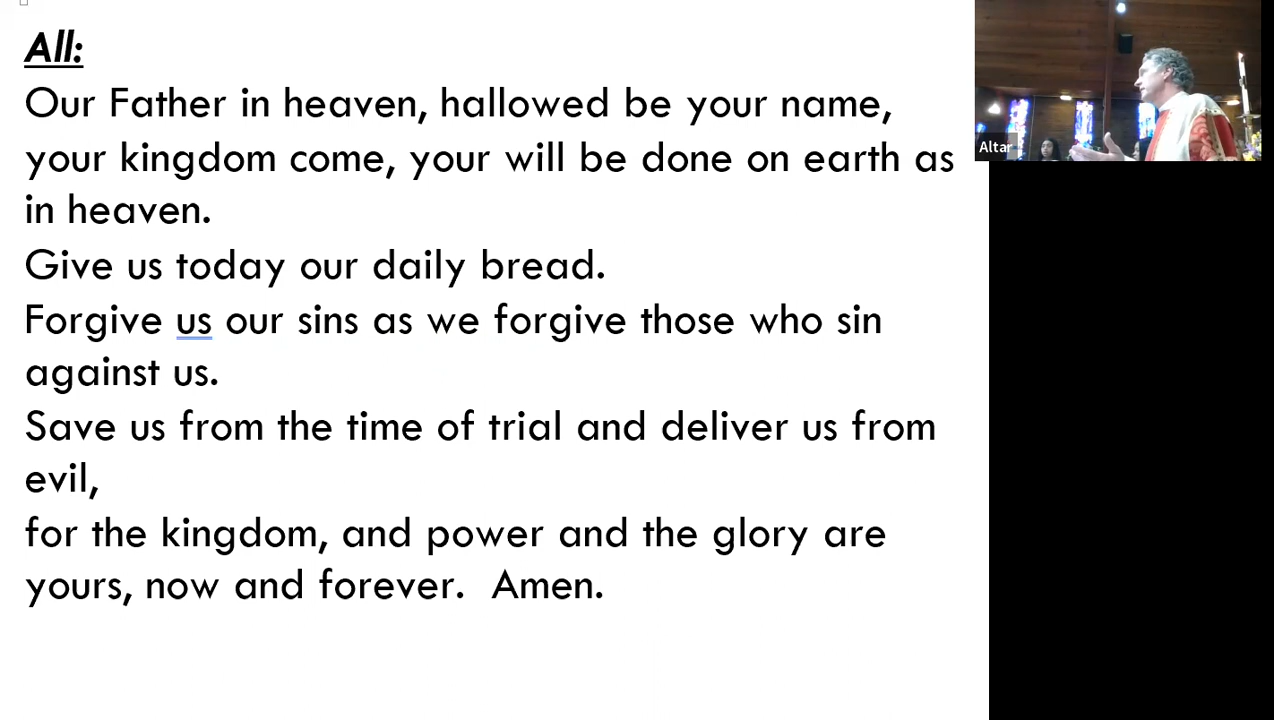 All:
Our Father in heaven, hallowed be your name,
your kingdom come, your will be done on earth as
in heaven.
Give us today our daily bread.
Forgive us our sins as we forgive those who sin
against us.
Save us from the time of trial and deliver us from
evil,
for the kingdom, and power and the glory are
yours, now and forever.  Amen.
Altar